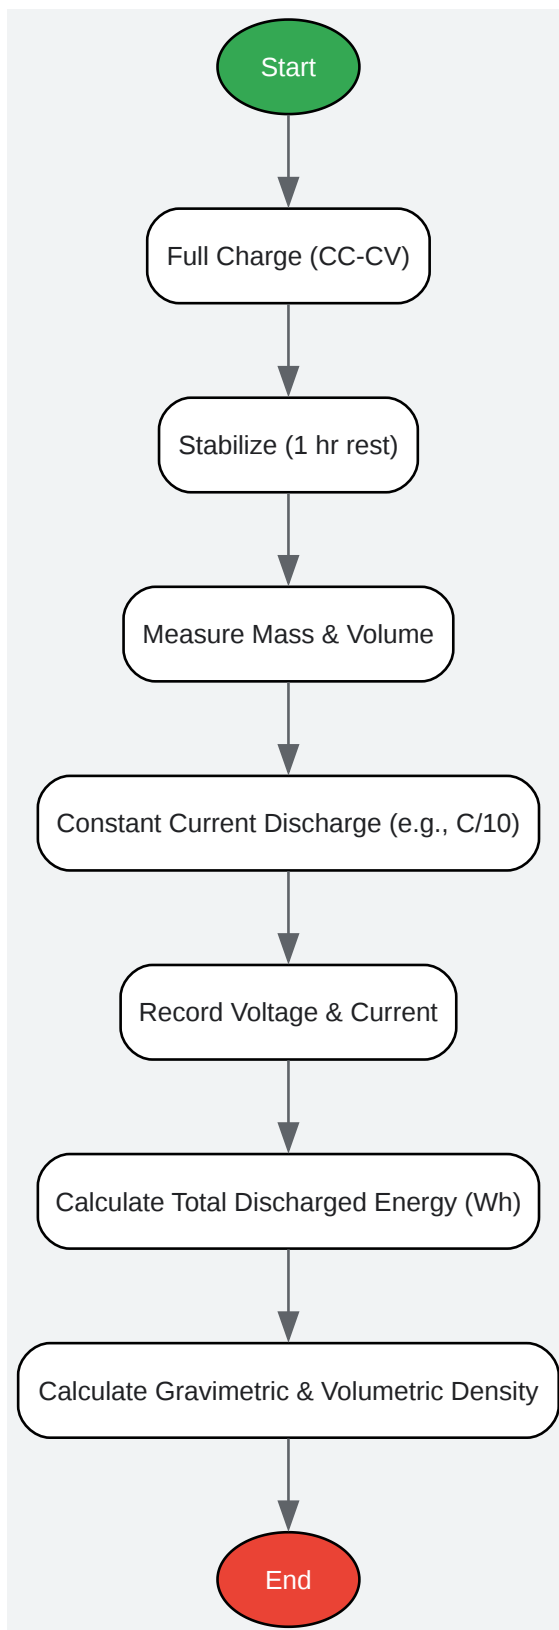 Start
Full Charge (CC-CV)
Stabilize (1 hr rest)
Measure Mass & Volume
Constant Current Discharge (e.g., C/10)
Record Voltage & Current
Calculate Total Discharged Energy (Wh)
Calculate Gravimetric & Volumetric Density
End